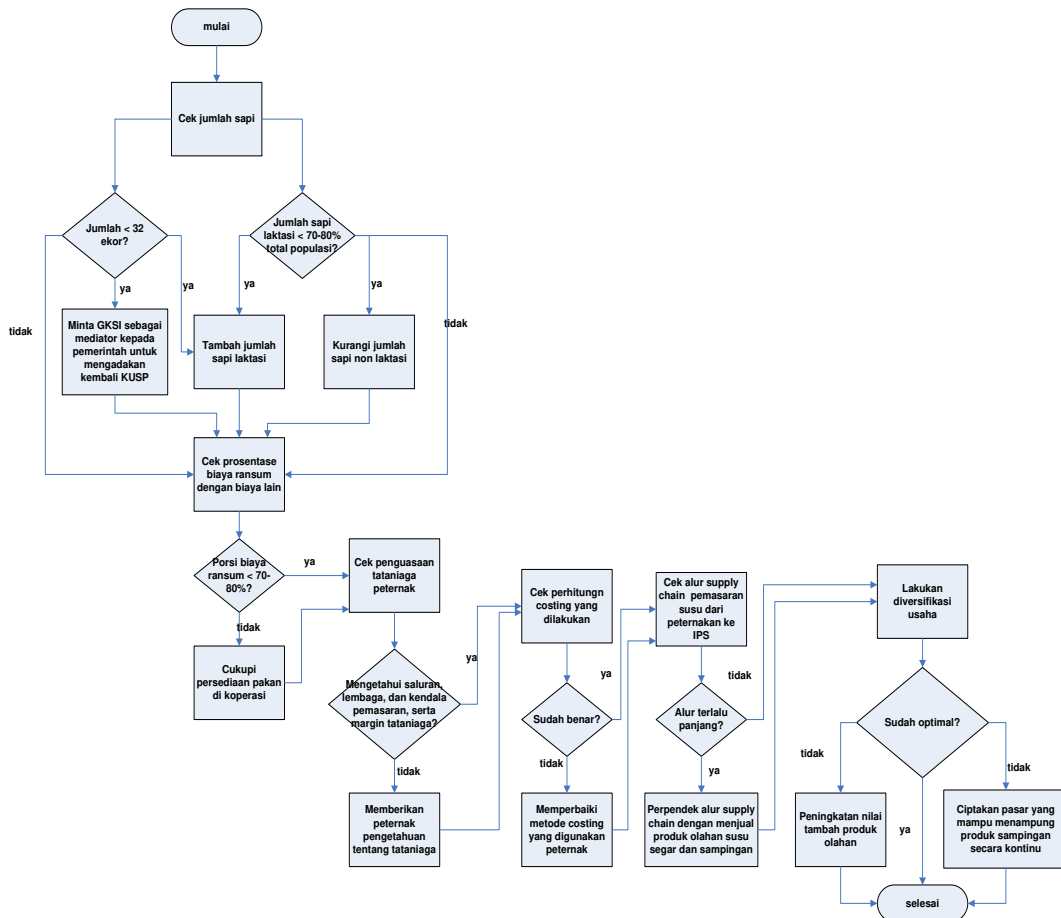 mulai
Cek jumlah sapi
Jumlah < 32
ekor?
Jumlah sapi
laktasi < 70-80%
total populasi?
ya
ya
ya
ya
tidak
tidak
Minta GKSI sebagai
mediator kepada
pemerintah untuk
mengadakan
kembali KUSP
Tambah jumlah
sapi laktasi
Kurangi jumlah
sapi non laktasi
Cek prosentase
biaya ransum
dengan biaya lain
Porsi biaya
ransum < 70-
80%?
ya
tidak
Cukupi
persediaan pakan
di koperasi
Cek penguasaan
tataniaga
peternak
Mengetahui saluran,
lembaga, dan kendala
pemasaran, serta
margin tataniaga?
ya
tidak
Memberikan
peternak
pengetahuan
tentang tataniaga
Cek perhitungn
costing yang
dilakukan
Sudah benar?
ya
tidak
Memperbaiki
metode costing
yang digunakan
peternak
Cek alur supply
chain pemasaran
susu dari
peternakan ke
IPS
Alur terlalu
panjang?
tidak
ya
Perpendek alur supply
chain dengan menjual
produk olahan susu
segar dan sampingan
Lakukan
diversifikasi
usaha
Sudah optimal?
tidak
tidak
ya
Peningkatan nilai
tambah produk
olahan
Ciptakan pasar yang
mampu menampung
produk sampingan
secara kontinu
selesai